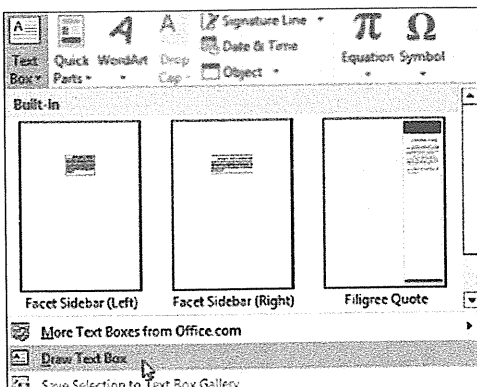 Text Box
Quick Parts
WordArt
Drop Cap
Signature Line
Date & Time
Object
Equation
Symbol
Built-In
Facet Sidebar (Left)
Facet Sidebar (Right)
Filigree Quote
More Text Boxes from Office.com
Draw Text Box
Save Selection to Text Box Gallery